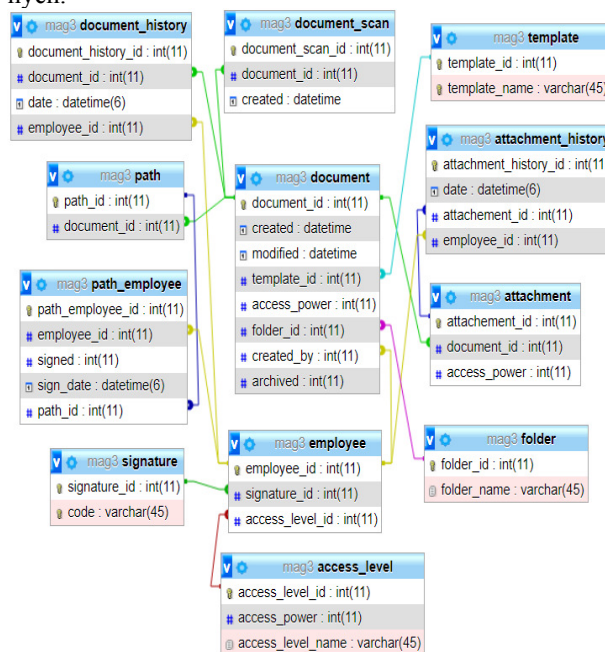 nych.
mag3 document_history
document_history_id : int(11)
document_id : int(11)
date : datetime(6)
employee_id : int(11)
mag3 document_scan
document_scan_id : int(11)
document_id : int(11)
created : datetime
mag3 template
template_id : int(11)
template_name : varchar(45)
mag3 attachment_history
attachment_history_id : int(11
date : datetime(6)
attachement_id : int(11)
employee_id : int(11)
mag3 path
path_id : int(11)
document_id : int(11)
mag3 document
document_id : int(11)
created : datetime
modified : datetime
template_id : int(11)
access_power : int(11)
folder_id : int(11)
created_by : int(11)
archived : int(11)
mag3 path_employee
path_employee_id : int(11)
employee_id : int(11)
signed : int(11)
sign_date : datetime(6)
path_id : int(11)
mag3 attachment
attachement_id : int(11)
document_id : int(11)
access_power : int(11)
mag3 signature
signature_id : int(11)
code : varchar(45)
mag3 employee
employee_id : int(11)
signature_id : int(11)
access_level_id : int(11)
mag3 folder
folder_id : int(11)
folder_name : varchar(45)
mag3 access_level
access_level_id : int(11)
access_power : int(11)
access_level_name : varchar(45)